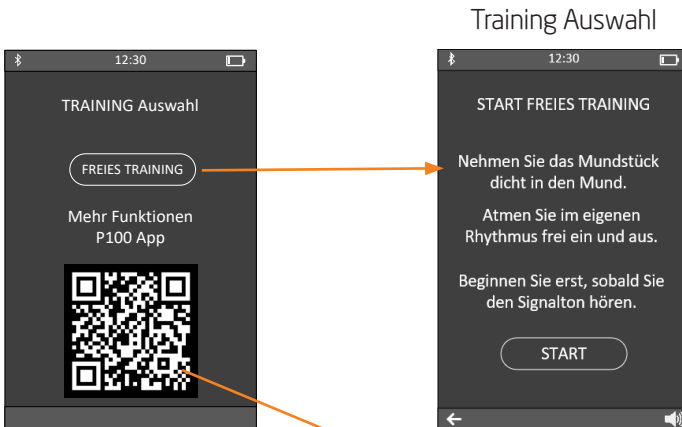 Training Auswahl
12:30
TRAINING Auswahl
FREIES TRAINING
Mehr Funktionen
P100 App
12:30
START FREIES TRAINING
Nehmen Sie das Mundstück
dicht in den Mund.
Atmen Sie im eigenen
Rhythmus frei ein und aus.
Beginnen Sie erst, sobald Sie
den Signalton hören.
START